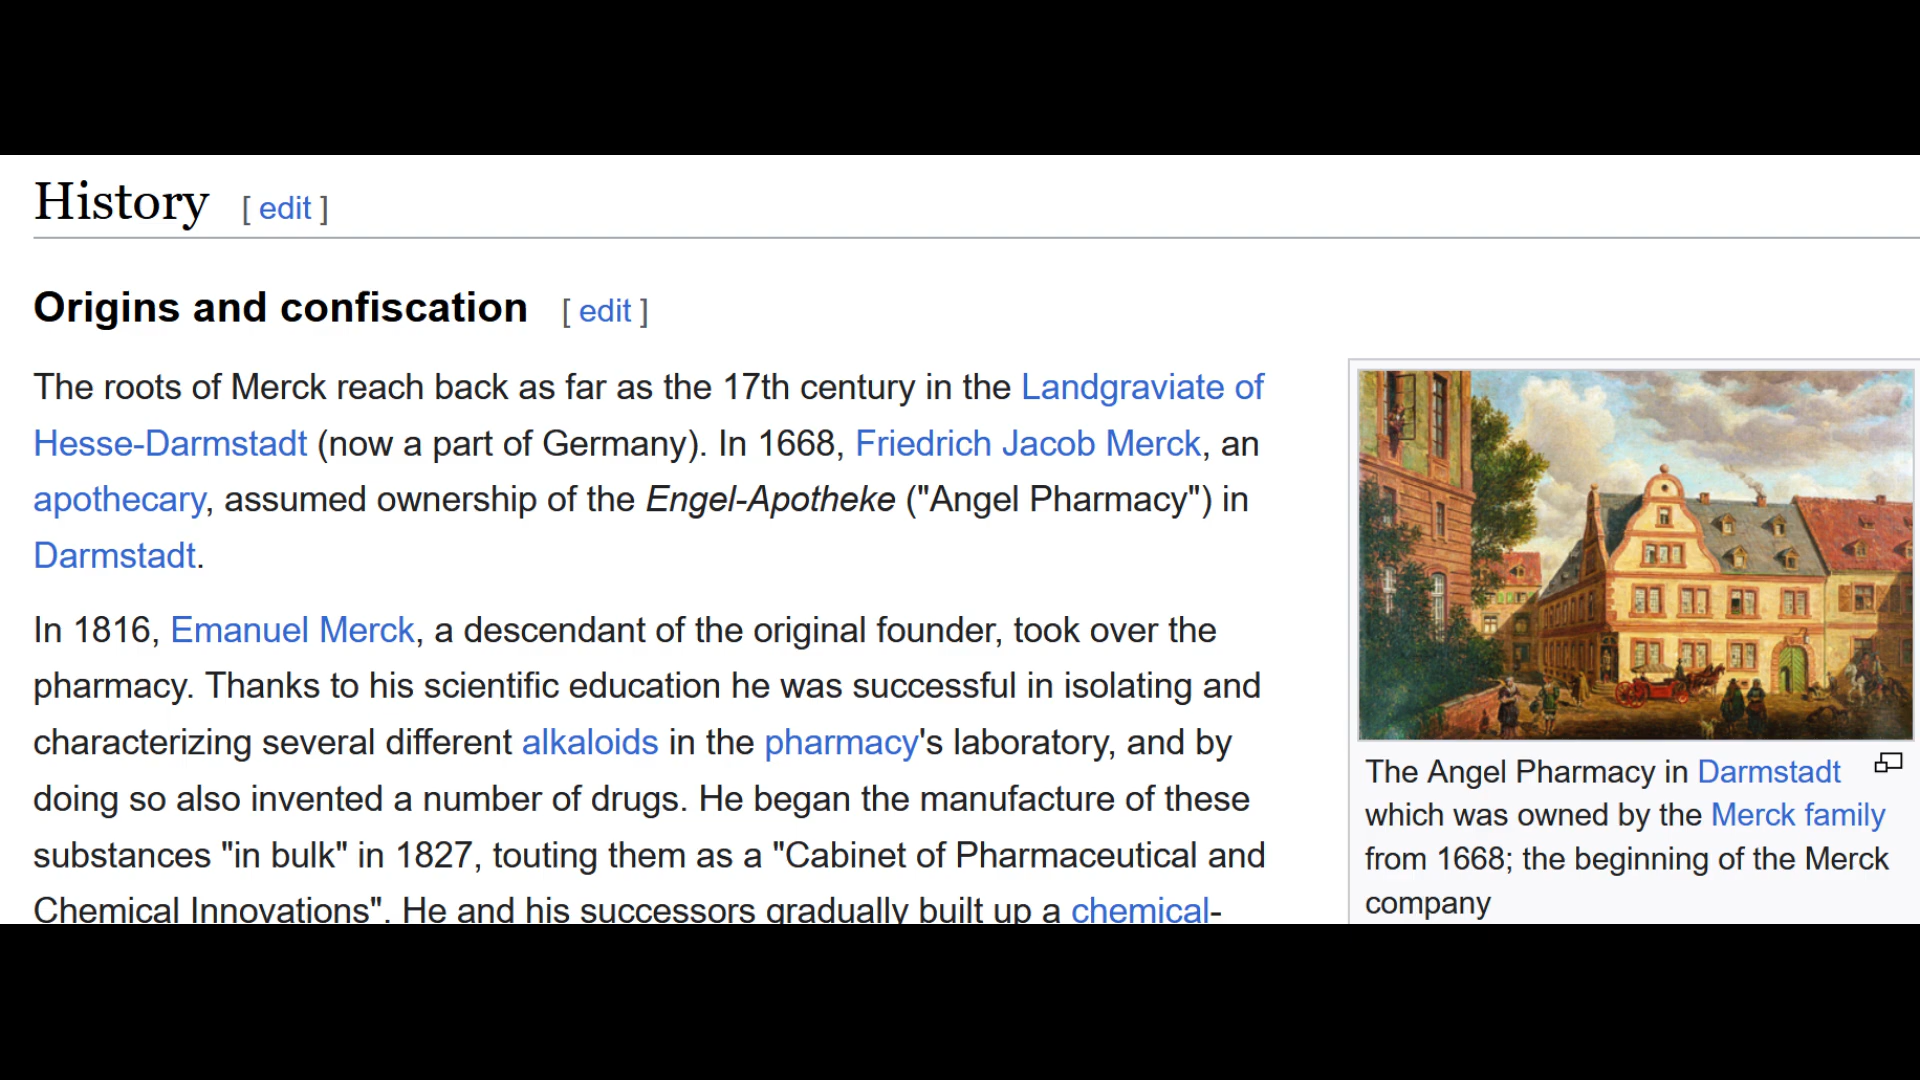 History [ edit ]
Origins and confiscation [ edit ]
The roots of Merck reach back as far as the 17th century in the Landgraviate of
Hesse-Darmstadt (now a part of Germany). In 1668, Friedrich Jacob Merck, an
apothecary, assumed ownership of the Engel-Apotheke ("Angel Pharmacy") in
Darmstadt.
In 1816, Emanuel Merck, a descendant of the original founder, took over the
pharmacy. Thanks to his scientific education he was successful in isolating and
characterizing several different alkaloids in the pharmacy's laboratory, and by
doing so also invented a number of drugs. He began the manufacture of these
substances "in bulk" in 1827, touting them as a "Cabinet of Pharmaceutical and
Chemical Innovations". He and his successors gradually built up a chemical-
The Angel Pharmacy in Darmstadt
which was owned by the Merck family
from 1668; the beginning of the Merck
company